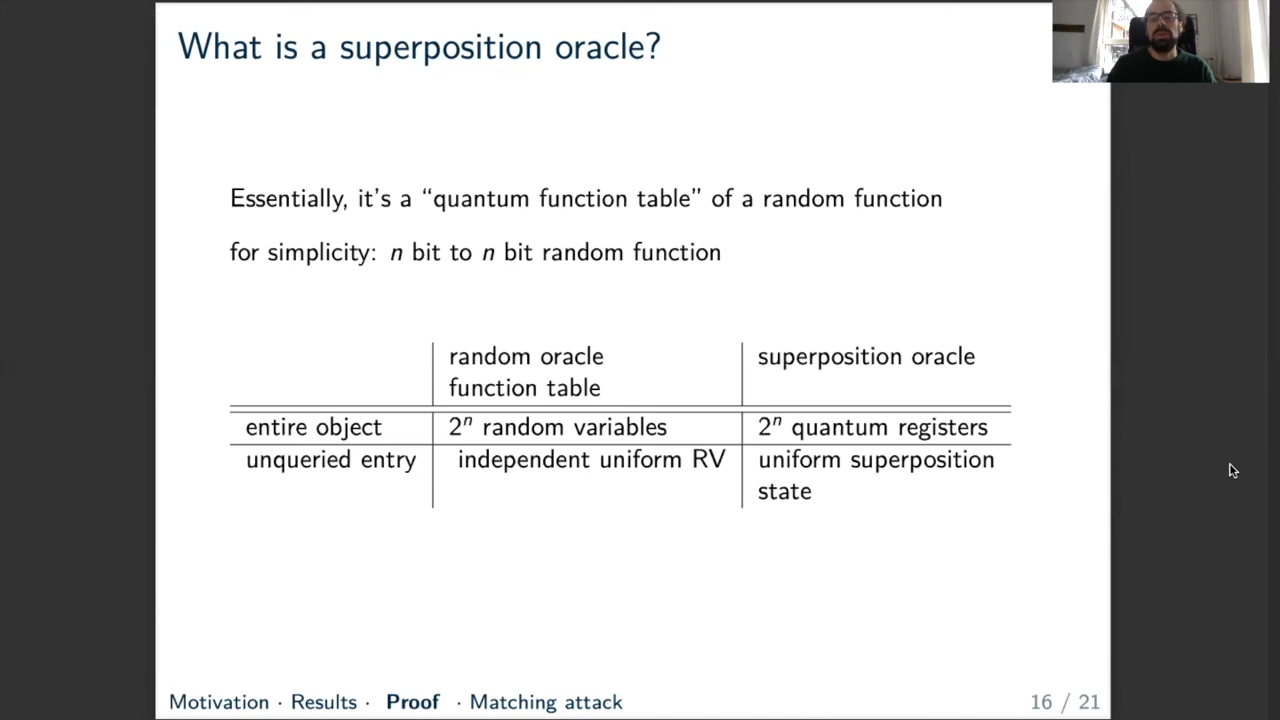 What is a superposition oracle?
Essentially, it's a “quantum function table” of a random function
for simplicity: n bit to n bit random function
random oracle superposition oracle
function table
entire object 2ⁿ random variables 2ⁿ quantum registers
unqueried entry independent uniform RV uniform superposition
state
Motivation · Results · Proof · Matching attack 16 / 21